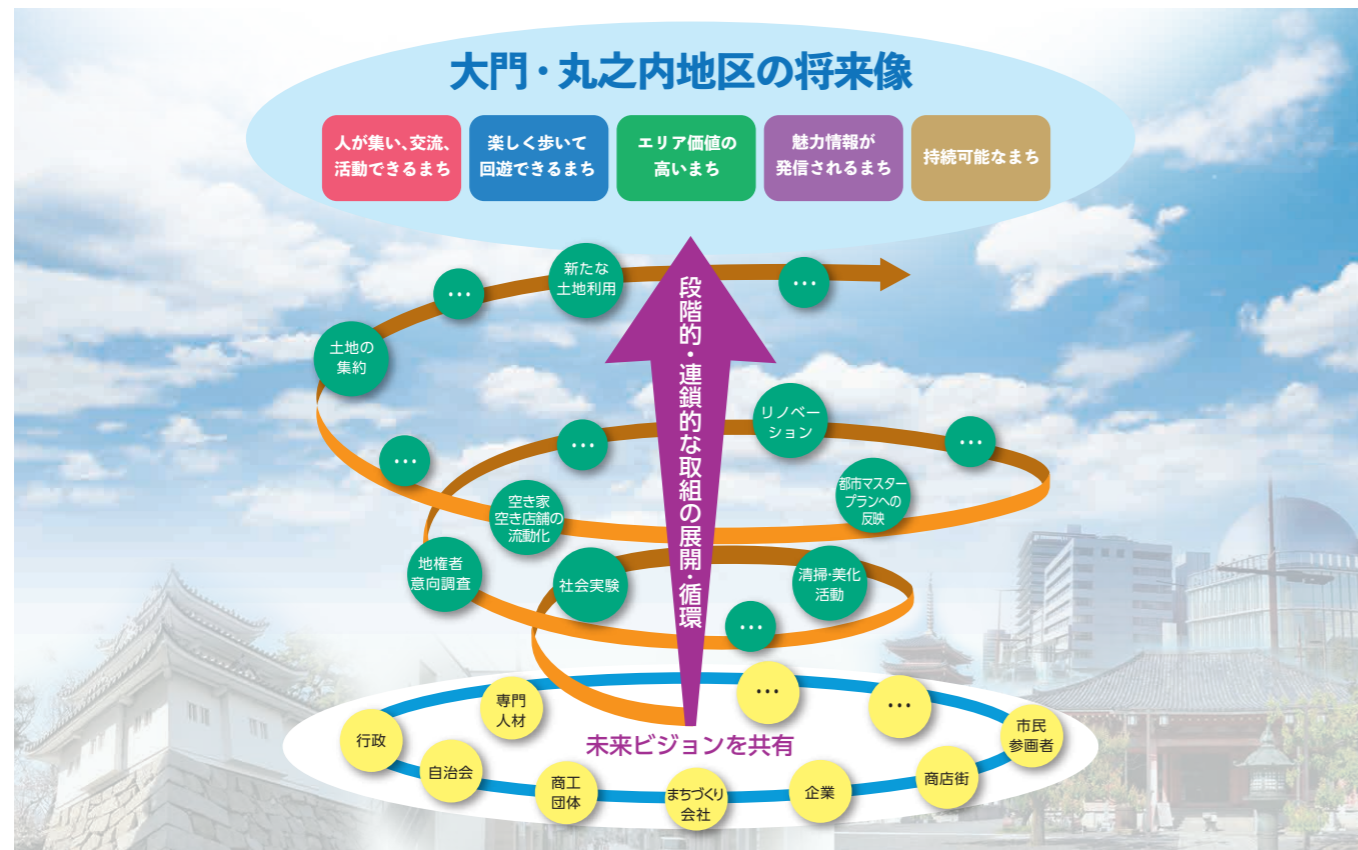 大門・丸之内地区の将来像
人が集い、交流、
活動できるまち
楽しく歩いて
回遊できるまち
エリア価値の
高いまち
魅力情報が
発信されるまち
持続可能なまち
段階的・連鎖的な取組の展開・循環
…
新たな
土地利用
…
土地の
集約
…
…
リノベー
ション
…
空き家
空き店舗の
流動化
都市マスター
プランへの
反映
地権者
意向調査
社会実験
清掃・美化
活動
…
未来ビジョンを共有
行政
専門
人材
…
…
市民
参画者
自治会
商工
団体
まちづくり
会社
企業
商店街